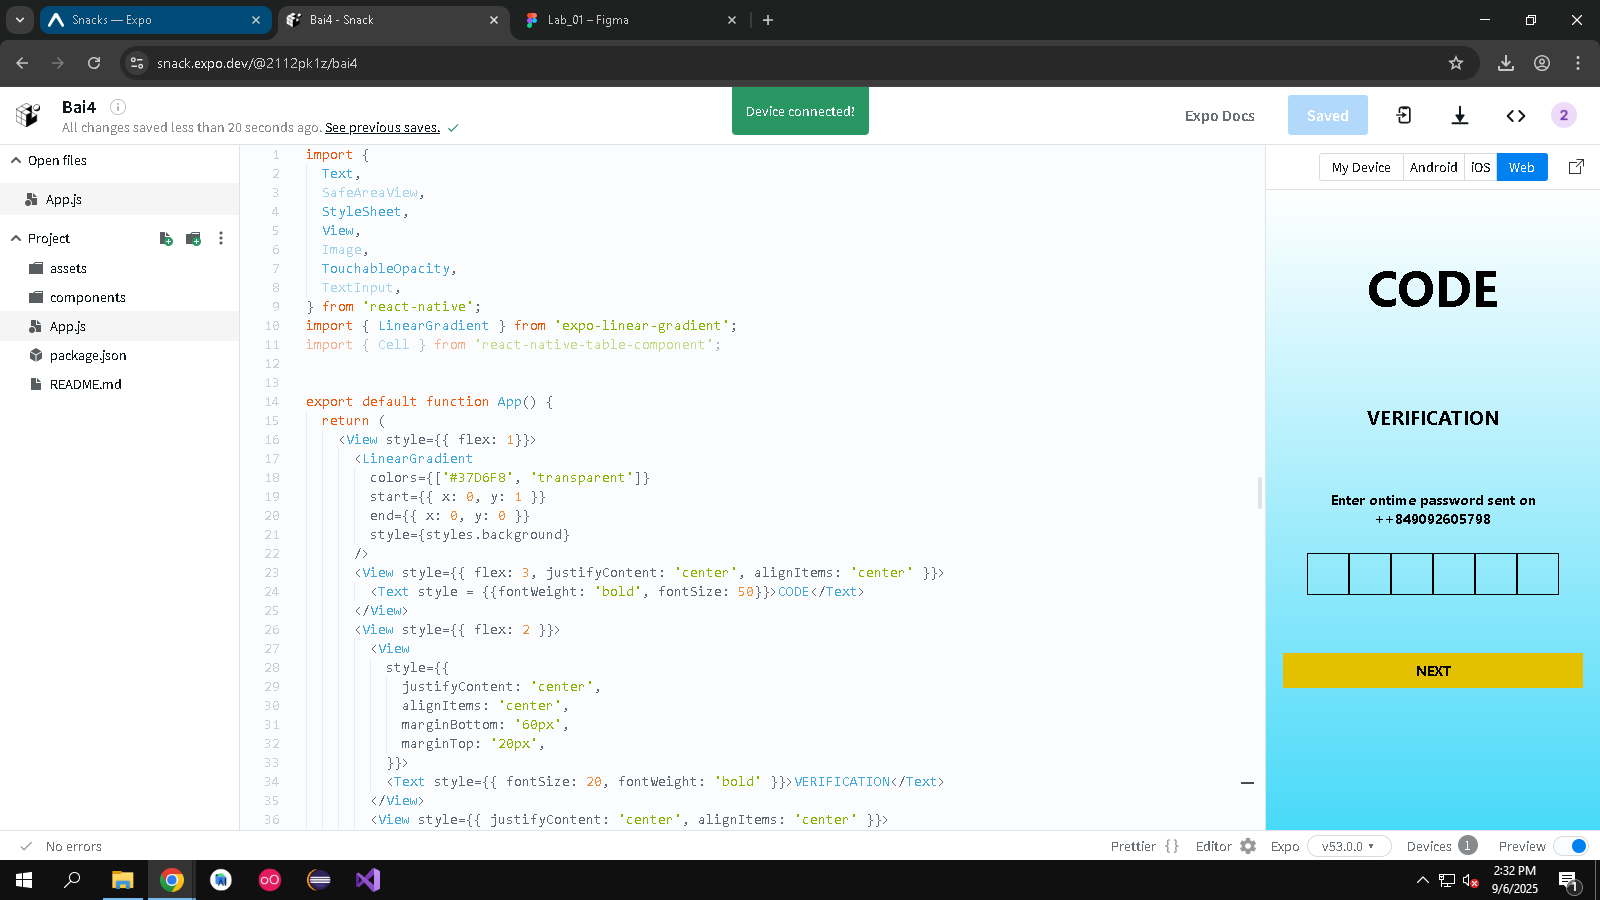 Snacks — Expo
Bai4 - Snack
Lab_01 – Figma
snack.expo.dev/@2112pk1z/bai4
Bai4
All changes saved less than 20 seconds ago. See previous saves.
Device connected!
Expo Docs
Saved
2
Open files
App.js
Project
assets
components
App.js
package.json
README.md
1 import {
2 Text,
3 SafeAreaView,
4 StyleSheet,
5 View,
6 Image,
7 TouchableOpacity,
8 TextInput,
9 } from 'react-native';
10 import { LinearGradient } from 'expo-linear-gradient';
11 import { Cell } from 'react-native-table-component';
12
13
14 export default function App() {
15 return (
16 <View style={{ flex: 1}}>
17 <LinearGradient
18 colors={['#37D6F8', 'transparent']}
19 start={{ x: 0, y: 1 }}
20 end={{ x: 0, y: 0 }}
21 style={styles.background}
22 />
23 <View style={{ flex: 3, justifyContent: 'center', alignItems: 'center' }}>
24 <Text style = {{fontWeight: 'bold', fontSize: 50}}>CODE</Text>
25 </View>
26 <View style={{ flex: 2 }}>
27 <View
28 style={{
29 justifyContent: 'center',
30 alignItems: 'center',
31 marginBottom: '60px',
32 marginTop: '20px',
33 }}>
34 <Text style={{ fontSize: 20, fontWeight: 'bold' }}>VERIFICATION</Text>
35 </View>
36 <View style={{ justifyContent: 'center', alignItems: 'center' }}>
My Device
Android
iOS
Web
CODE
VERIFICATION
Enter ontime password sent on
++849092605798
NEXT
No errors
Prettier {}
Editor
Expo
v53.0.0
Devices 1
Preview
2:32 PM
9/6/2025
1